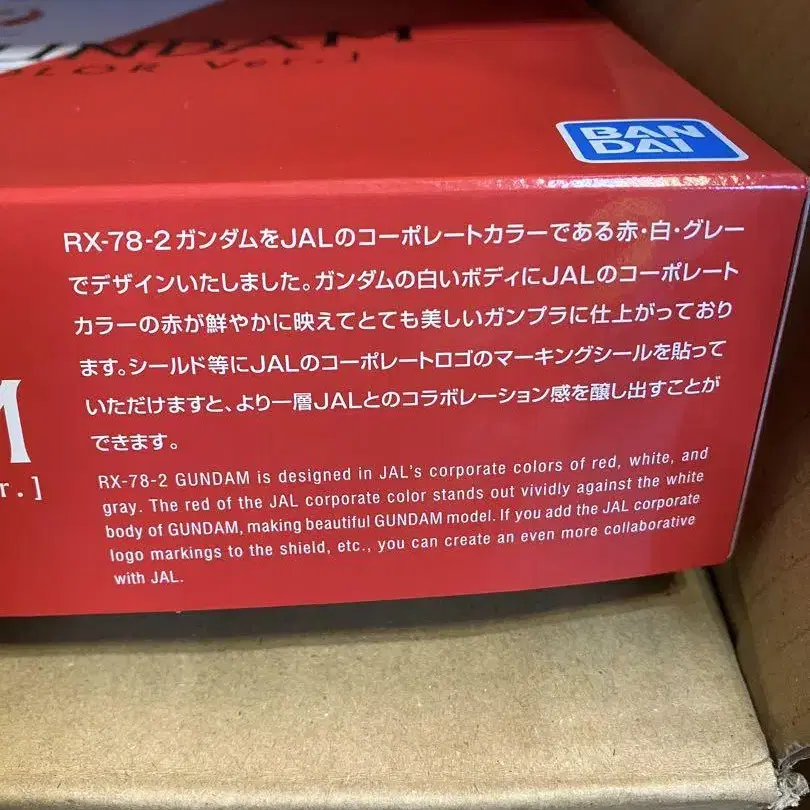 UNDAM
OLOR Ver.]
BAN
DAI
RX-78-2ガンダムをJALのコーポレートカラーである赤・白・グレー
でデザインいたしました。ガンダムの白いボディにJALのコーポレート
カラーの赤が鮮やかに映えてとても美しいガンプラに仕上がっており
ます。シールド等にJALのコーポレートロゴのマーキングシールを貼って
いただけますと、より一層JALとのコラボレーション感を醸し出すことが
できます。
M
r.]
RX-78-2 GUNDAM is designed in JAL's corporate colors of red, white, and
gray. The red of the JAL corporate color stands out vividly against the white
body of GUNDAM, making beautiful GUNDAM model. If you add the JAL corporate
logo markings to the shield, etc., you can create an even more collaborative
with JAL.